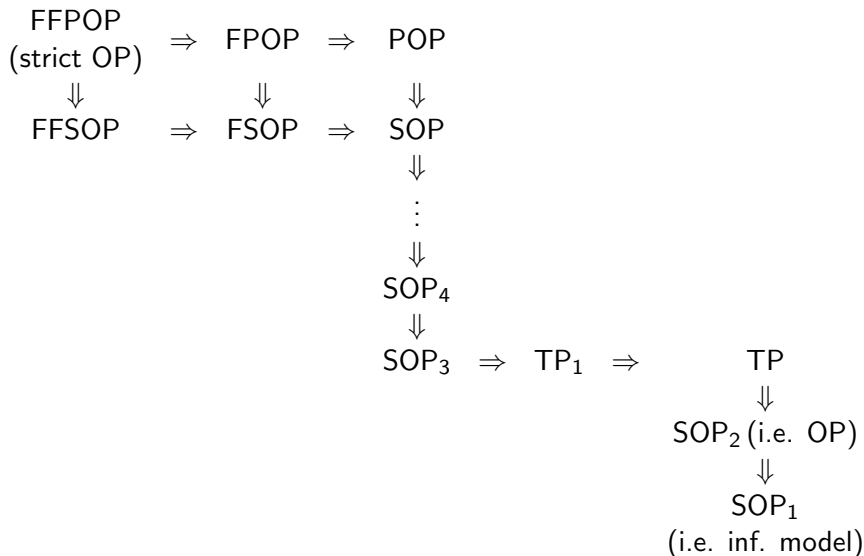 FFPOP
(strict OP) ⇒ FPOP ⇒ POP
⇓ ⇓ ⇓
FFSOP ⇒ FSOP ⇒ SOP
⇓
⋮
⇓
SOP₄
⇓
SOP₃ ⇒ TP₁ ⇒ TP
⇓
SOP₂ (i.e. OP)
⇓
SOP₁
(i.e. inf. model)